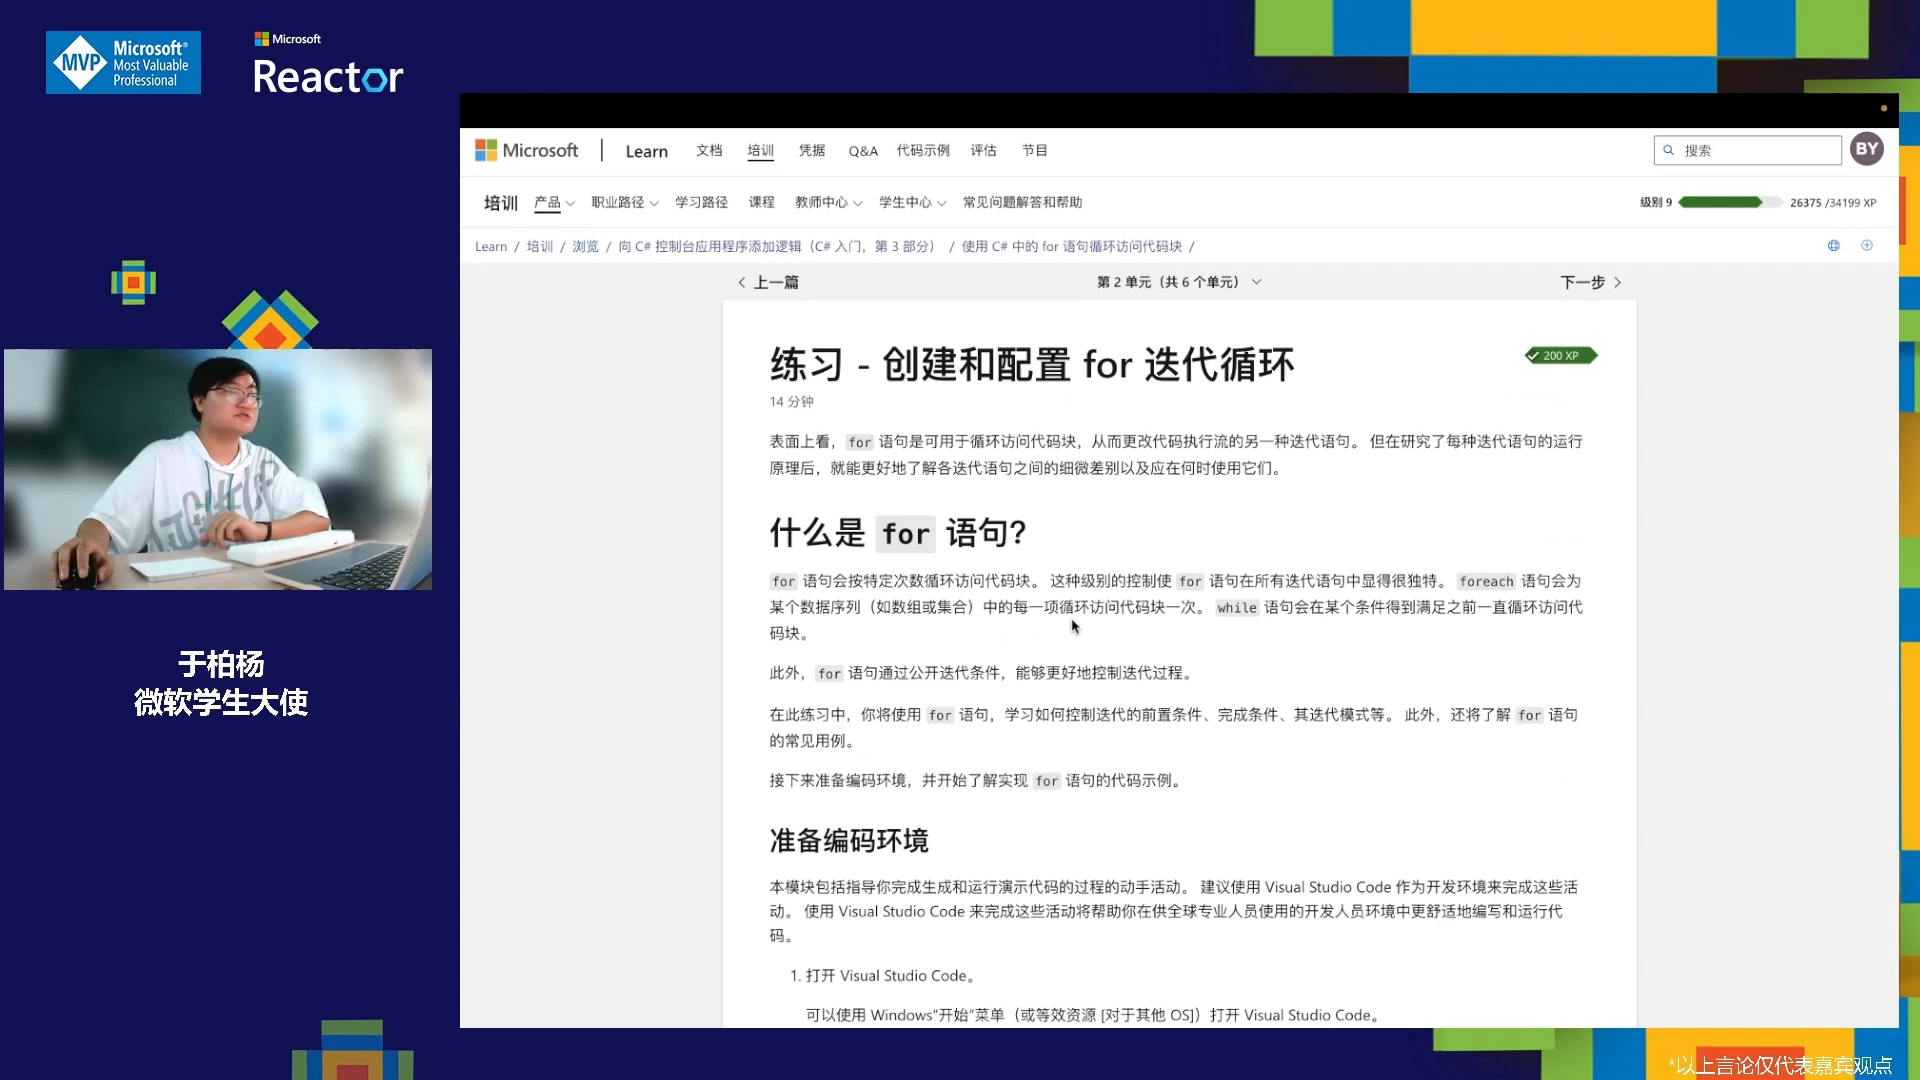 MVP
Microsoft®
Most Valuable
Professional
Microsoft
Reactor
Microsoft | Learn 文档 培训 凭据 Q&A 代码示例 评估 节目 搜索 BY
培训 产品 职业路径 学习路径 课程 教师中心 学生中心 常见问题解答和帮助 级别 9 26375 /34199 XP
Learn / 培训 / 浏览 / 向 C# 控制台应用程序添加逻辑（C# 入门，第 3 部分） / 使用 C# 中的 for 语句循环访问代码块 /
上一篇 第 2 单元（共 6 个单元） 下一步
练习 - 创建和配置 for 迭代循环
200 XP
14 分钟
表面上看，for 语句是可用于循环访问代码块，从而更改代码执行流的另一种迭代语句。 但在研究了每种迭代语句的运行
原理后，就能更好地了解各迭代语句之间的细微差别以及应在何时使用它们。
什么是 for 语句?
for 语句会按特定次数循环访问代码块。 这种级别的控制使 for 语句在所有迭代语句中显得很独特。 foreach 语句会为
某个数据序列（如数组或集合）中的每一项循环访问代码块一次。 while 语句会在某个条件得到满足之前一直循环访问代
码块。
此外，for 语句通过公开迭代条件，能够更好地控制迭代过程。
在此练习中，你将使用 for 语句，学习如何控制迭代的前置条件、完成条件、其迭代模式等。 此外，还将了解 for 语句
的常见用例。
接下来准备编码环境，并开始了解实现 for 语句的代码示例。
准备编码环境
本模块包括指导你完成生成和运行演示代码的过程的动手活动。 建议使用 Visual Studio Code 作为开发环境来完成这些活
动。 使用 Visual Studio Code 来完成这些活动将帮助你在供全球专业人员使用的开发人员环境中更舒适地编写和运行代
码。
1. 打开 Visual Studio Code。
可以使用 Windows“开始”菜单（或等效资源 [对于其他 OS]）打开 Visual Studio Code。
于柏杨
微软学生大使
*以上言论仅代表嘉宾观点